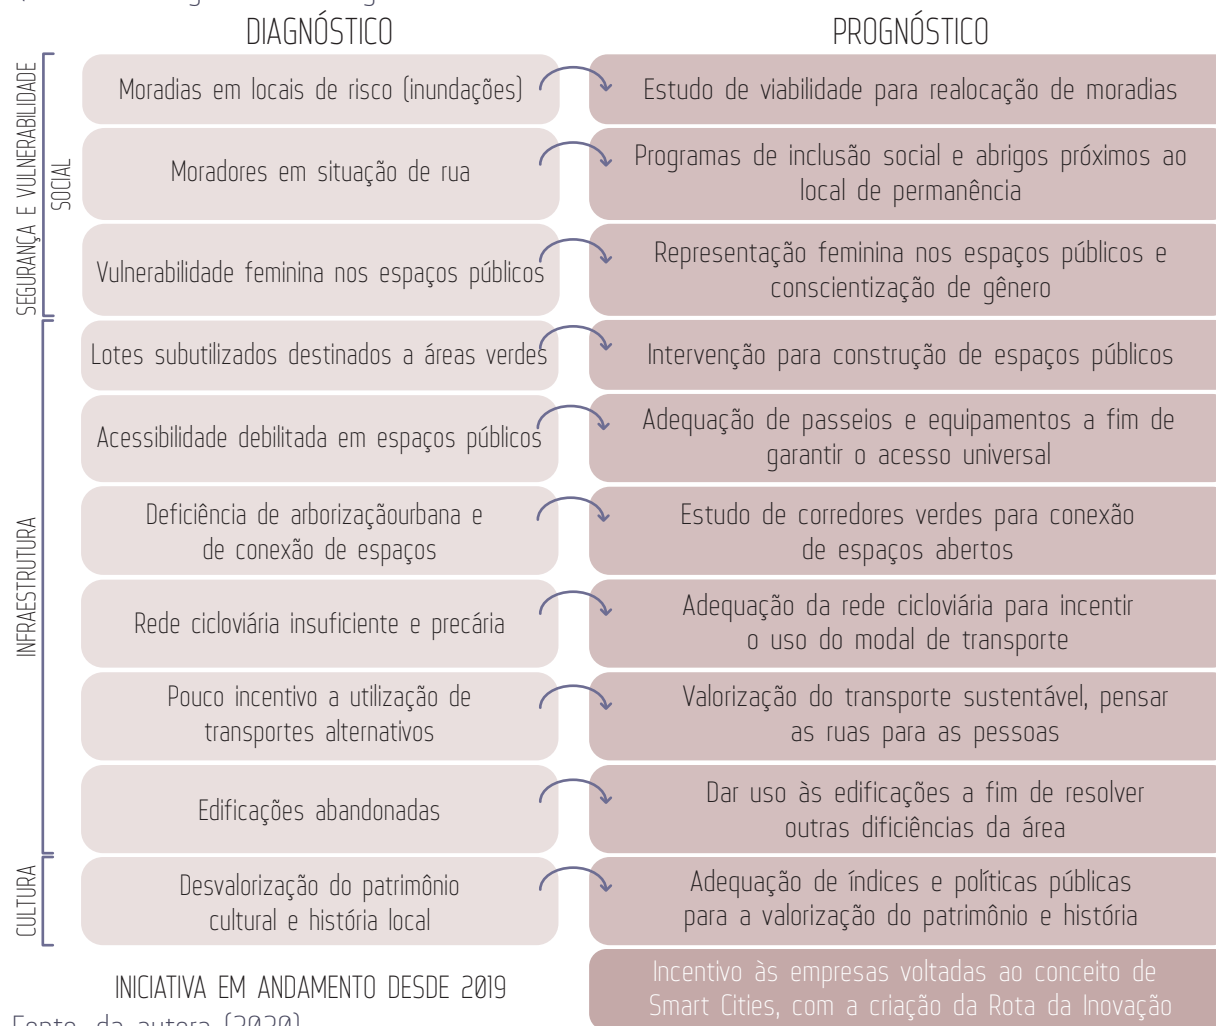 DIAGNÓSTICO
PROGNÓSTICO
SEGURANÇA E VULNERABILIDADE
SOCIAL
Moradias em locais de risco (inundações)
Estudo de viabilidade para realocação de moradias
Moradores em situação de rua
Programas de inclusão social e abrigos próximos ao
local de permanência
Vulnerabilidade feminina nos espaços públicos
Representação feminina nos espaços públicos e
conscientização de gênero
INFRAESTRUTURA
Lotes subutilizados destinados a áreas verdes
Intervenção para construção de espaços públicos
Acessibilidade debilitada em espaços públicos
Adequação de passeios e equipamentos a fim de
garantir o acesso universal
Deficiência de arborizaçãourbana e
de conexão de espaços
Estudo de corredores verdes para conexão
de espaços abertos
Rede cicloviária insuficiente e precária
Adequação da rede cicloviária para incentir
o uso do modal de transporte
Pouco incentivo a utilização de
transportes alternativos
Valorização do transporte sustentável, pensar
as ruas para as pessoas
Edificações abandonadas
Dar uso às edificações a fim de resolver
outras dificiências da área
CULTURA
Desvalorização do patrimônio
cultural e história local
Adequação de índices e políticas públicas
para a valorização do patrimônio e história
INICIATIVA EM ANDAMENTO DESDE 2019
Incentivo às empresas voltadas ao conceito de
Smart Cities, com a criação da Rota da Inovação
Fonte, da autora (2020)